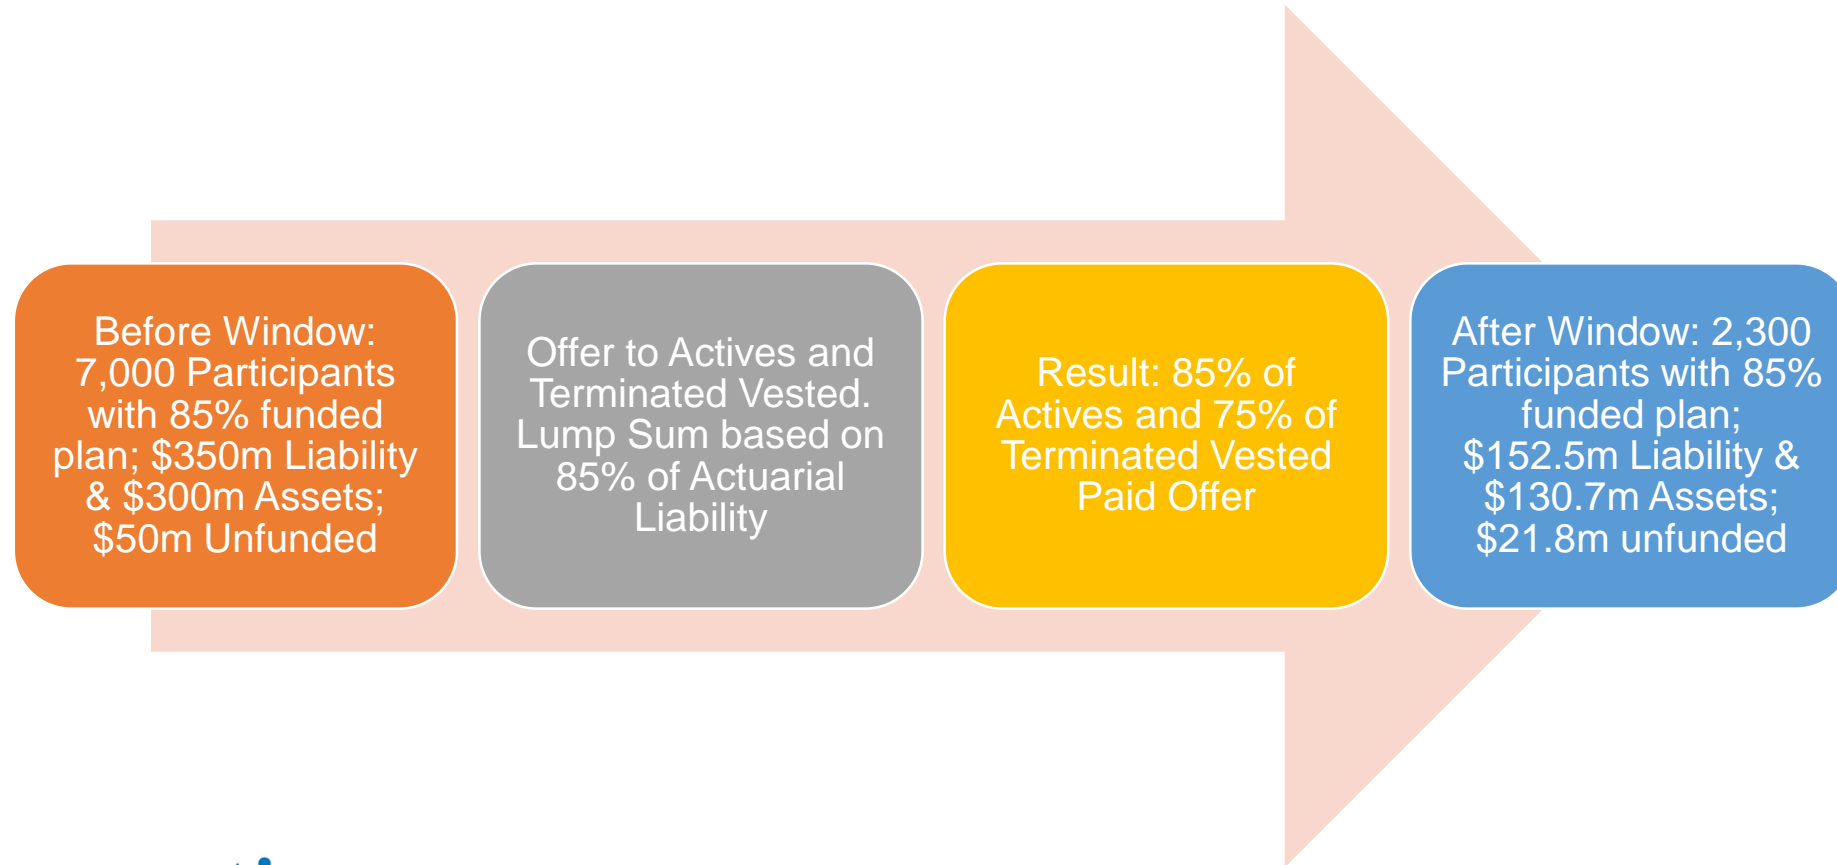 Before Window:
7,000 Participants
with 85% funded
plan; $350m Liability
& $300m Assets;
$50m Unfunded
Offer to Actives and
Terminated Vested.
Lump Sum based on
85% of Actuarial
Liability
Result: 85% of
Actives and 75% of
Terminated Vested
Paid Offer
After Window: 2,300
Participants with 85%
funded plan;
$152.5m Liability &
$130.7m Assets;
$21.8m unfunded